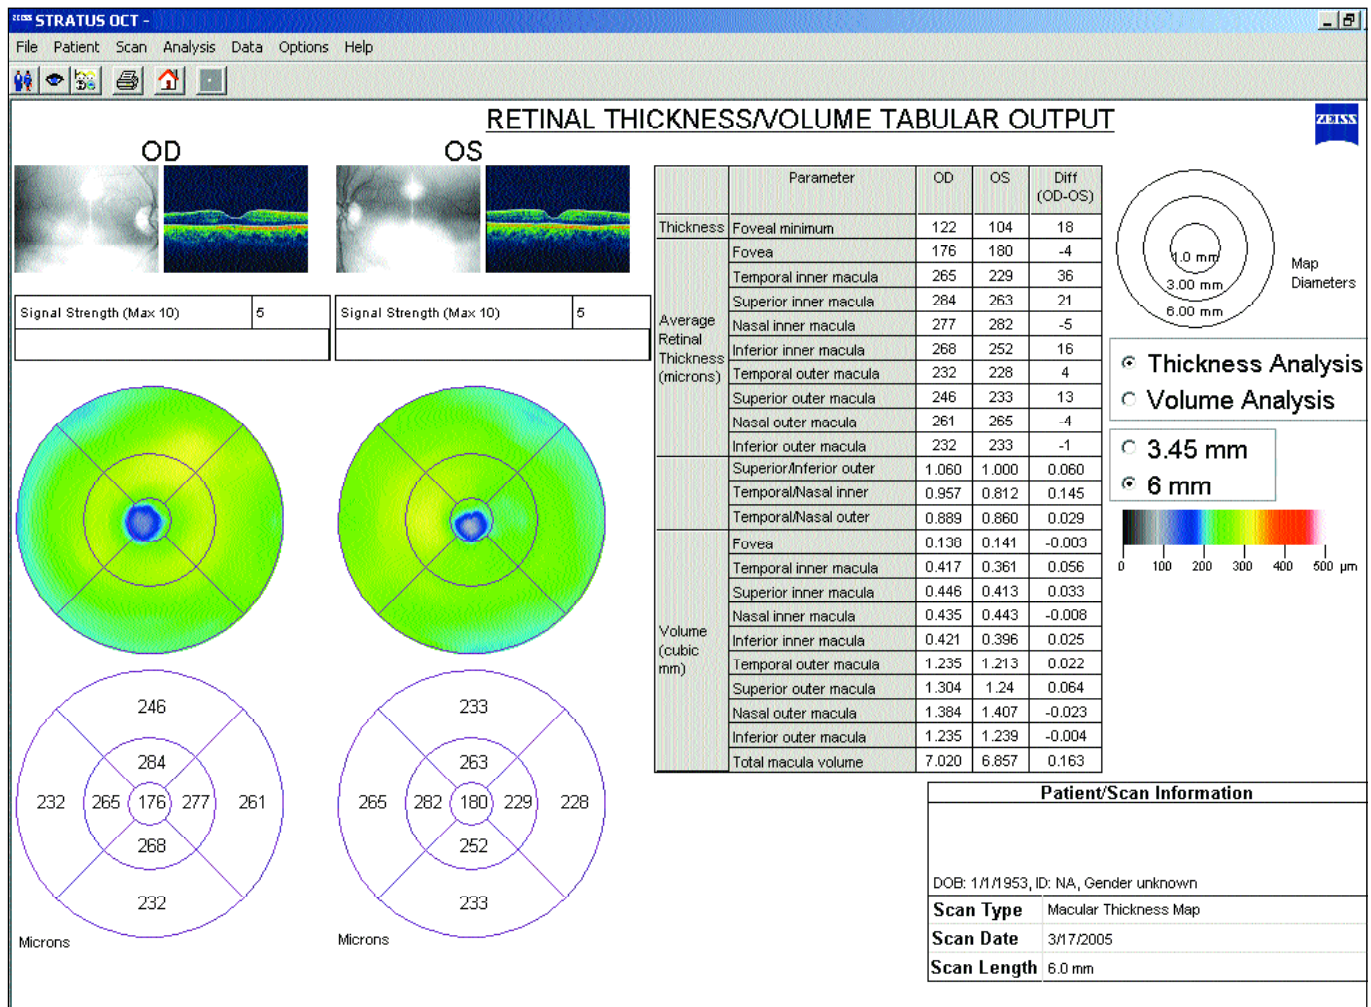 ZEISS STRATUS OCT -
File Patient Scan Analysis Data Options Help
RETINAL THICKNESS/VOLUME TABULAR OUTPUT
ZEISS
OD OS
Signal Strength (Max 10) 5
Signal Strength (Max 10) 5
Parameter OD OS Diff (OD-OS)
Thickness Foveal minimum 122 104 18
Average Retinal Thickness (microns)
Fovea 176 180 -4
Temporal inner macula 265 229 36
Superior inner macula 284 263 21
Nasal inner macula 277 282 -5
Inferior inner macula 268 252 16
Temporal outer macula 232 228 4
Superior outer macula 246 233 13
Nasal outer macula 261 265 -4
Inferior outer macula 232 233 -1
Superior/Inferior outer 1.060 1.000 0.060
Temporal/Nasal inner 0.957 0.812 0.145
Temporal/Nasal outer 0.889 0.860 0.029
Volume (cubic mm)
Fovea 0.138 0.141 -0.003
Temporal inner macula 0.417 0.361 0.056
Superior inner macula 0.446 0.413 0.033
Nasal inner macula 0.435 0.443 -0.008
Inferior inner macula 0.421 0.396 0.025
Temporal outer macula 1.235 1.213 0.022
Superior outer macula 1.304 1.24 0.064
Nasal outer macula 1.384 1.407 -0.023
Inferior outer macula 1.235 1.239 -0.004
Total macula volume 7.020 6.857 0.163
1.0 mm
3.00 mm
6.00 mm
Map
Diameters
Thickness Analysis
Volume Analysis
3.45 mm
6 mm
0 100 200 300 400 500 µm
246
284
232 265 176 277 261
268
232
Microns
233
263
265 282 180 229 228
252
233
Microns
Patient/Scan Information
DOB: 1/1/1953, ID: NA, Gender unknown
Scan Type Macular Thickness Map
Scan Date 3/17/2005
Scan Length 6.0 mm